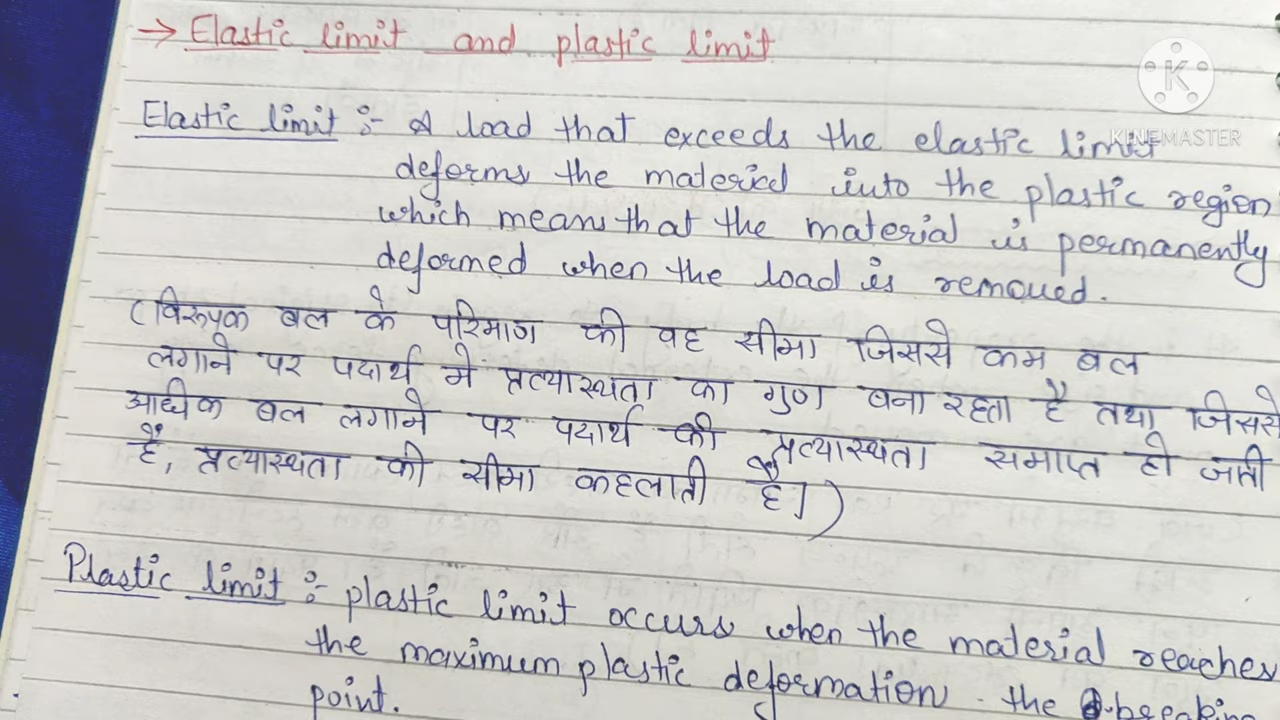 → Elastic limit and plastic limit
K
KINEMASTER
Elastic limit :- A load that exceeds the elastic limit
deforms the material into the plastic region
which means that the material is permanently
deformed when the load is removed.
(विरूपक बल के परिमाण की वह सीमा जिससे कम बल
लगाने पर पदार्थ में प्रत्यास्थता का गुण बना रहता है तथा जिससे
अधिक बल लगाने पर पदार्थ की प्रत्यास्थता समाप्त हो जाती
है, प्रत्यास्थता की सीमा कहलाती है।)
Plastic limit :- plastic limit occurs when the material reaches
the maximum plastic deformation. the breaking
point.